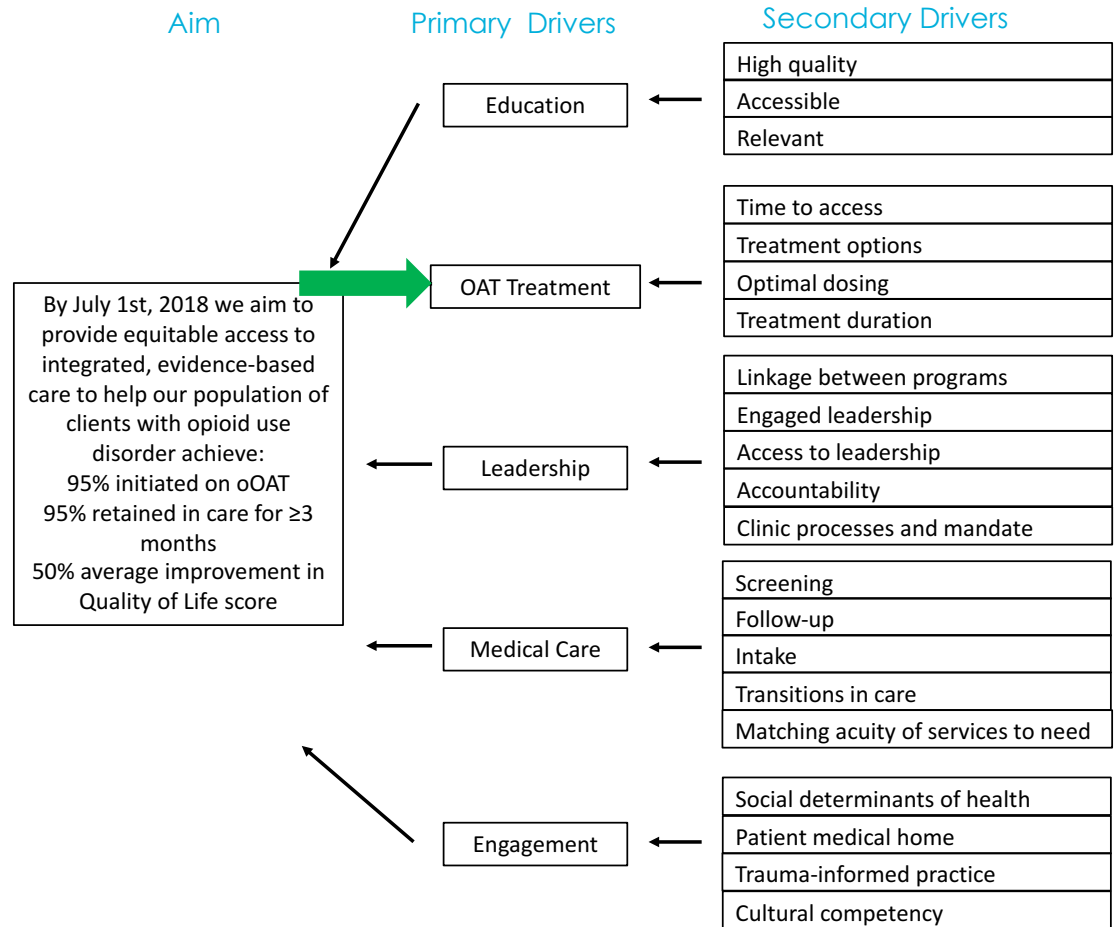 Aim
Primary Drivers
Secondary Drivers
By July 1st, 2018 we aim to
provide equitable access to
integrated, evidence-based
care to help our population of
clients with opioid use
disorder achieve:
95% initiated on oOAT
95% retained in care for ≥3
months
50% average improvement in
Quality of Life score
Education
High quality
Accessible
Relevant
OAT Treatment
Time to access
Treatment options
Optimal dosing
Treatment duration
Leadership
Linkage between programs
Engaged leadership
Access to leadership
Accountability
Clinic processes and mandate
Medical Care
Screening
Follow-up
Intake
Transitions in care
Matching acuity of services to need
Engagement
Social determinants of health
Patient medical home
Trauma-informed practice
Cultural competency